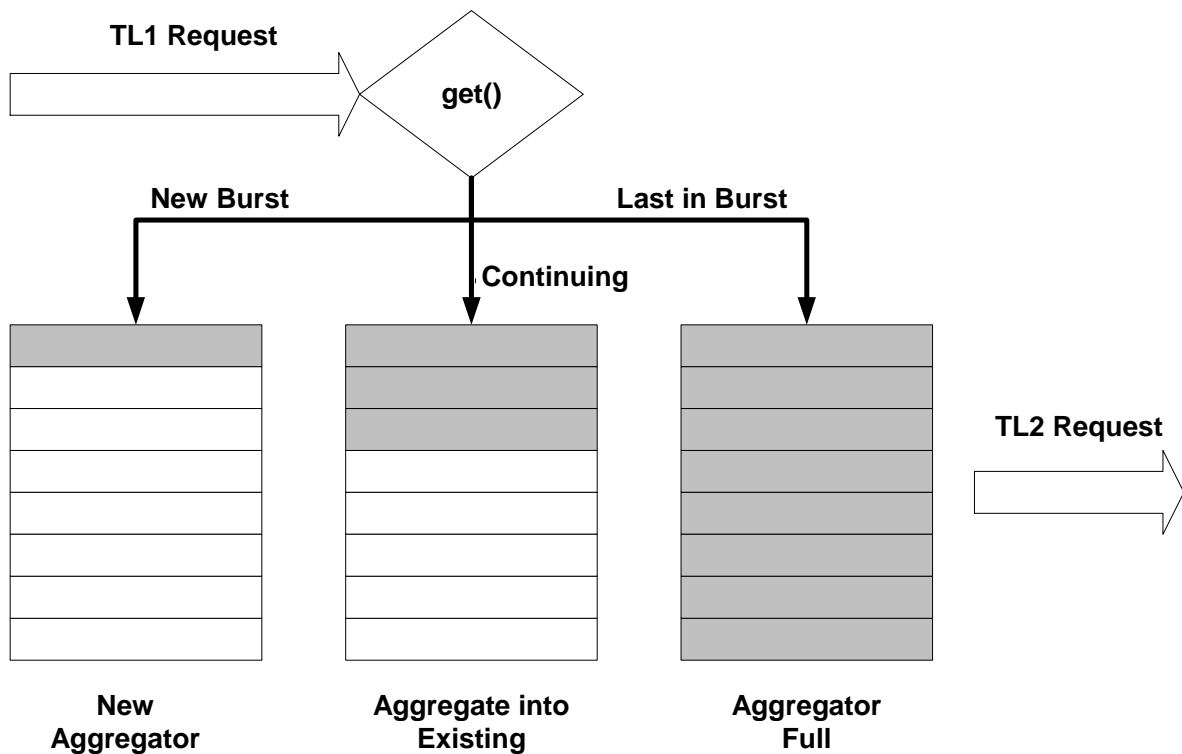 TL1 Request
get()
New Burst
Last in Burst
Continuing
TL2 Request
New
Aggregator
Aggregate into
Existing
Aggregator
Full